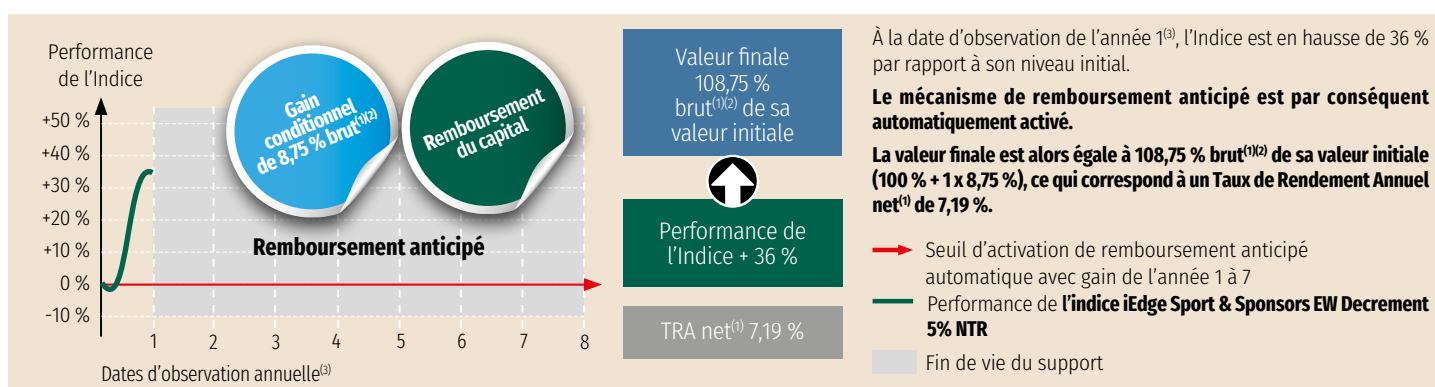 Performance
de l'Indice
+50 %
+40 %
+30 %
+20 %
+10 %
0 %
-10 %
1 2 3 4 5 6 7 8
Dates d'observation annuelle(3)
Gain
conditionnel
de 8,75 % brut(1)(2)
Remboursement
du capital
Remboursement anticipé
Valeur finale
108,75 %
brut(1)(2) de sa
valeur initiale
Performance de
l'Indice + 36 %
TRA net(1) 7,19 %
À la date d'observation de l'année 1(3), l'Indice est en hausse de 36 %
par rapport à son niveau initial.
Le mécanisme de remboursement anticipé est par conséquent
automatiquement activé.
La valeur finale est alors égale à 108,75 % brut(1)(2) de sa valeur initiale
(100 % + 1 x 8,75 %), ce qui correspond à un Taux de Rendement Annuel
net(1) de 7,19 %.
Seuil d'activation de remboursement anticipé
automatique avec gain de l'année 1 à 7
Performance de l'indice iEdge Sport & Sponsors EW Decrement
5% NTR
Fin de vie du support